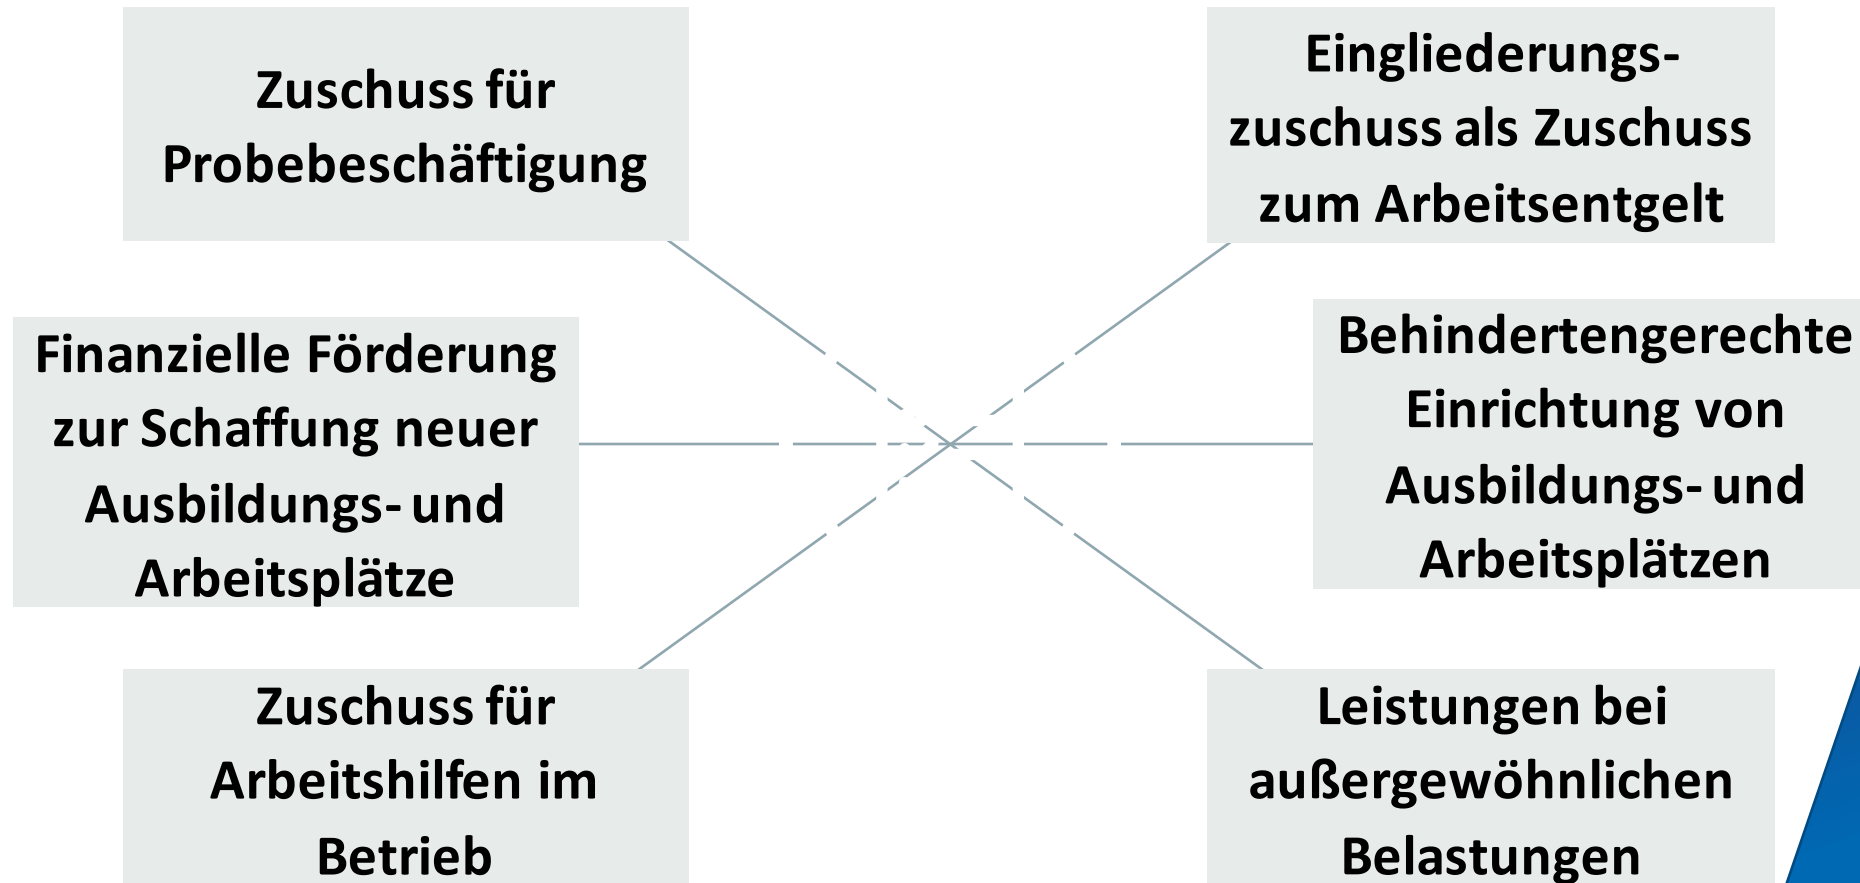 Zuschuss für
Probebeschäftigung
Eingliederungs-
zuschuss als Zuschuss
zum Arbeitsentgelt
Finanzielle Förderung
zur Schaffung neuer
Ausbildungs- und
Arbeitsplätze
Behindertengerechte
Einrichtung von
Ausbildungs- und
Arbeitsplätzen
Zuschuss für
Arbeitshilfen im
Betrieb
Leistungen bei
außergewöhnlichen
Belastungen